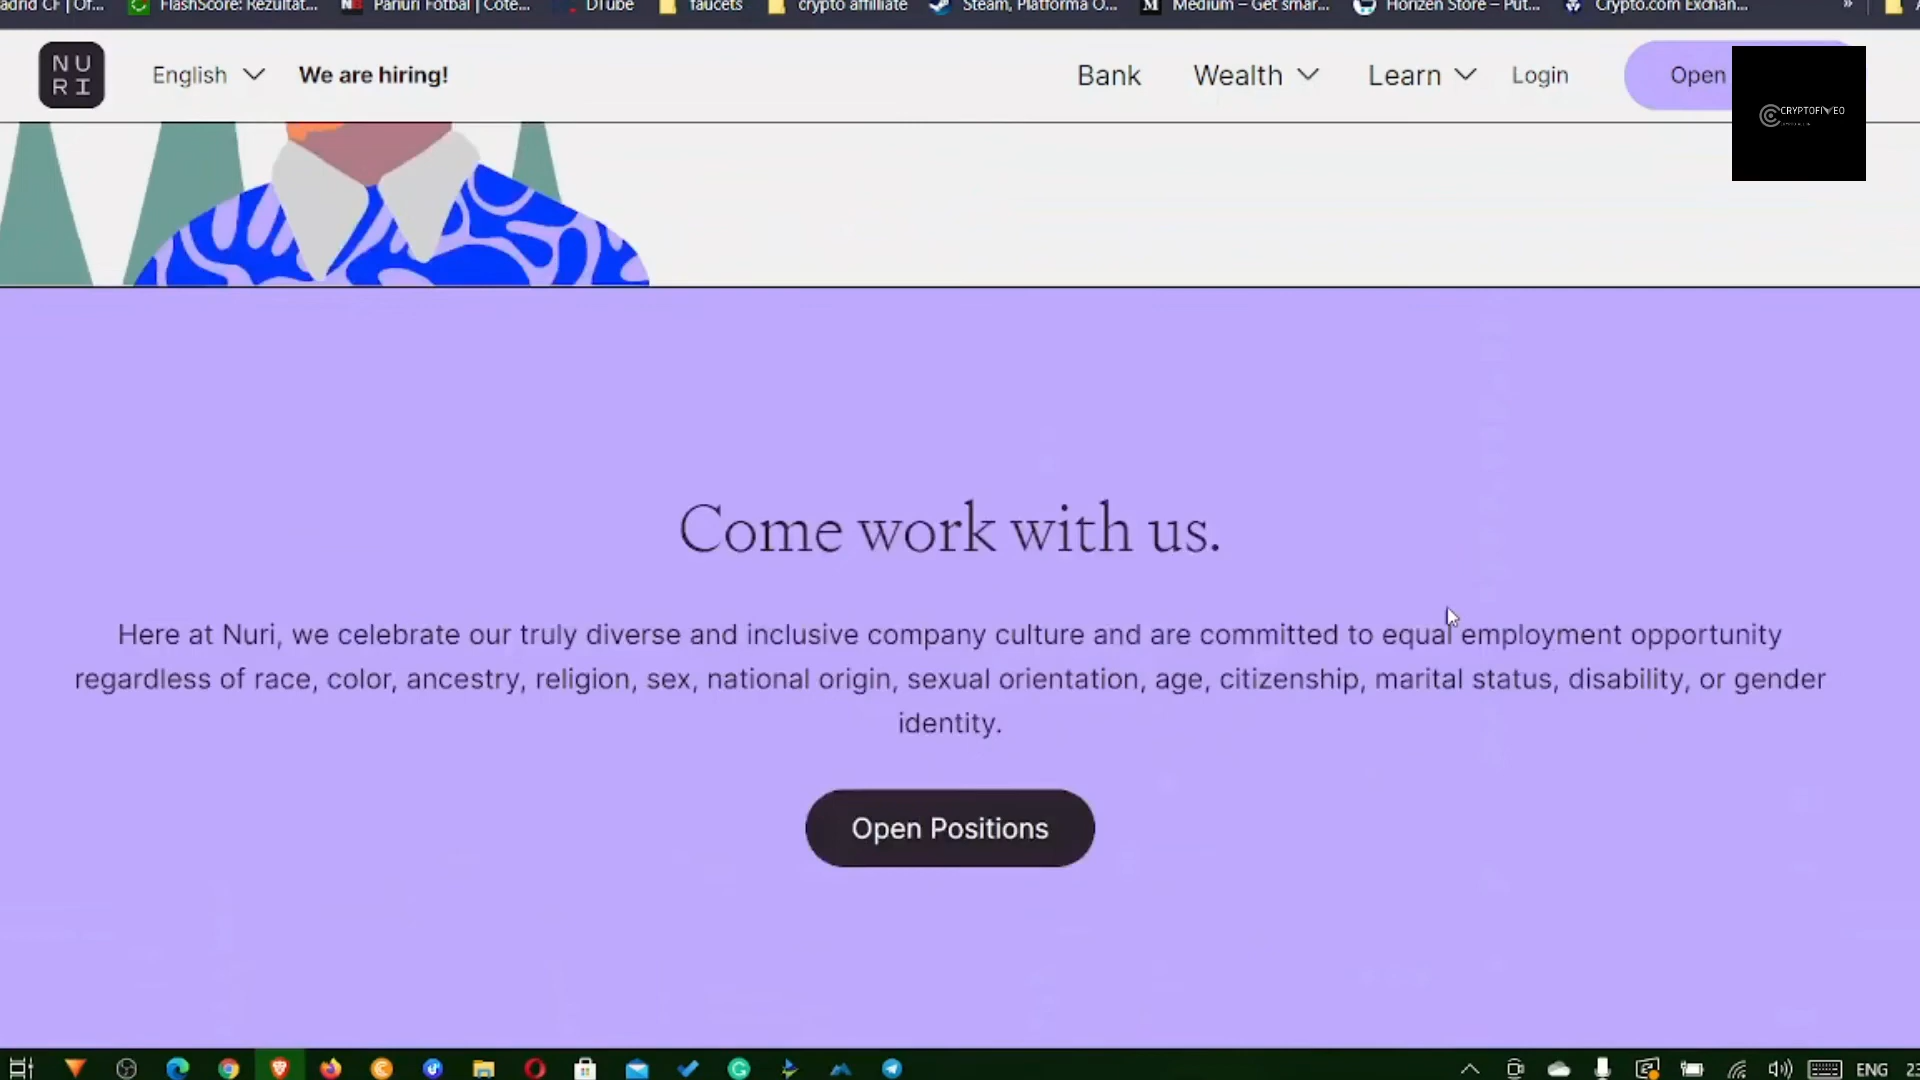 adrid CF | Of... FlashScore: Rezultat... Pariuri Fotbal | Cote... DTube faucets crypto affilliate Steam, Platforma O... M Medium – Get smar... Horizen Store – Put... Crypto.com Exchan... »
NU
RI
English We are hiring! Bank Wealth Learn Login Open
CRYPTOFIVEO
Come work with us.
Here at Nuri, we celebrate our truly diverse and inclusive company culture and are committed to equal employment opportunity
regardless of race, color, ancestry, religion, sex, national origin, sexual orientation, age, citizenship, marital status, disability, or gender
identity.
Open Positions
ENG 23